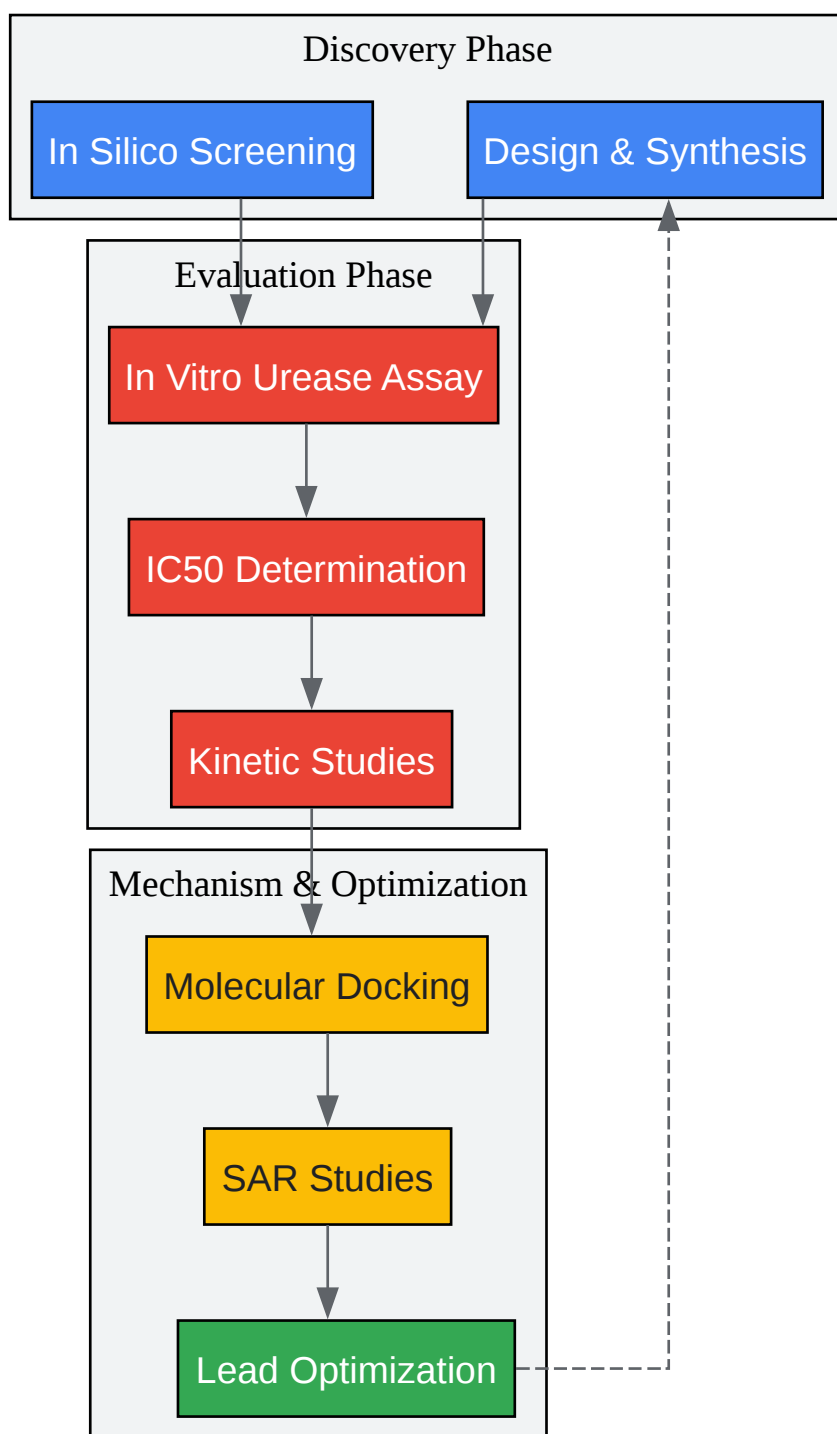 Discovery Phase
In Silico Screening
Design & Synthesis
Evaluation Phase
In Vitro Urease Assay
IC50 Determination
Kinetic Studies
Mechanism & Optimization
Molecular Docking
SAR Studies
Lead Optimization